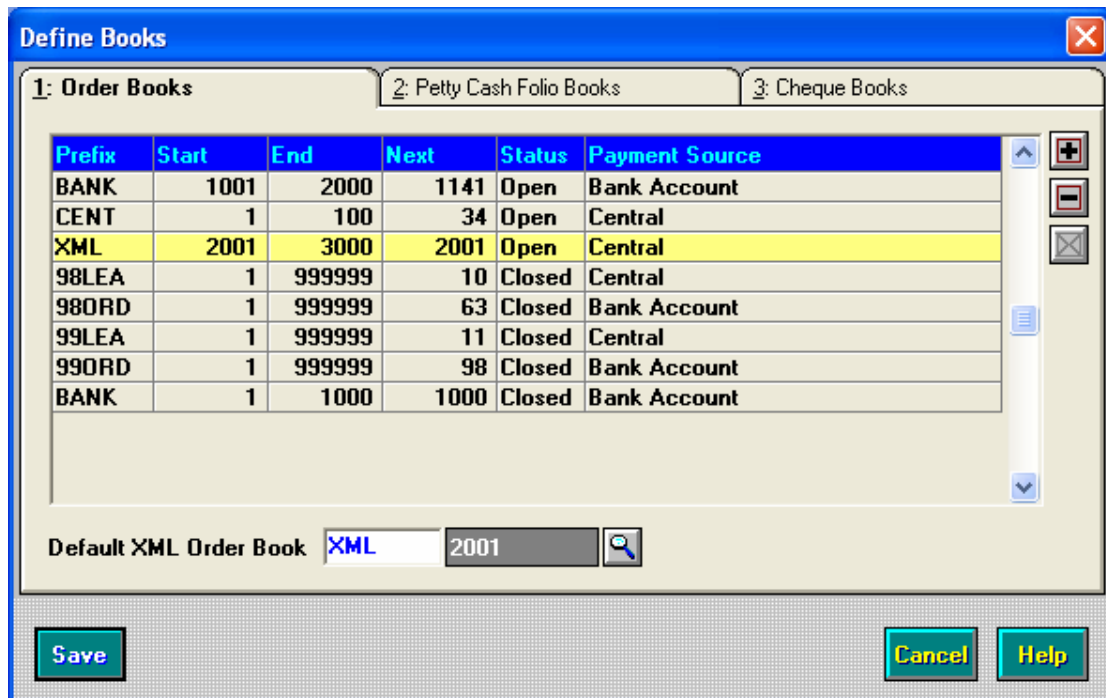 Define Books
1: Order Books 2: Petty Cash Folio Books 3: Cheque Books
Prefix Start End Next Status Payment Source
BANK 1001 2000 1141 Open Bank Account
CENT 1 100 34 Open Central
XML 2001 3000 2001 Open Central
98LEA 1 999999 10 Closed Central
98ORD 1 999999 63 Closed Bank Account
99LEA 1 999999 11 Closed Central
99ORD 1 999999 98 Closed Bank Account
BANK 1 1000 1000 Closed Bank Account
Default XML Order Book XML 2001
Save Cancel Help